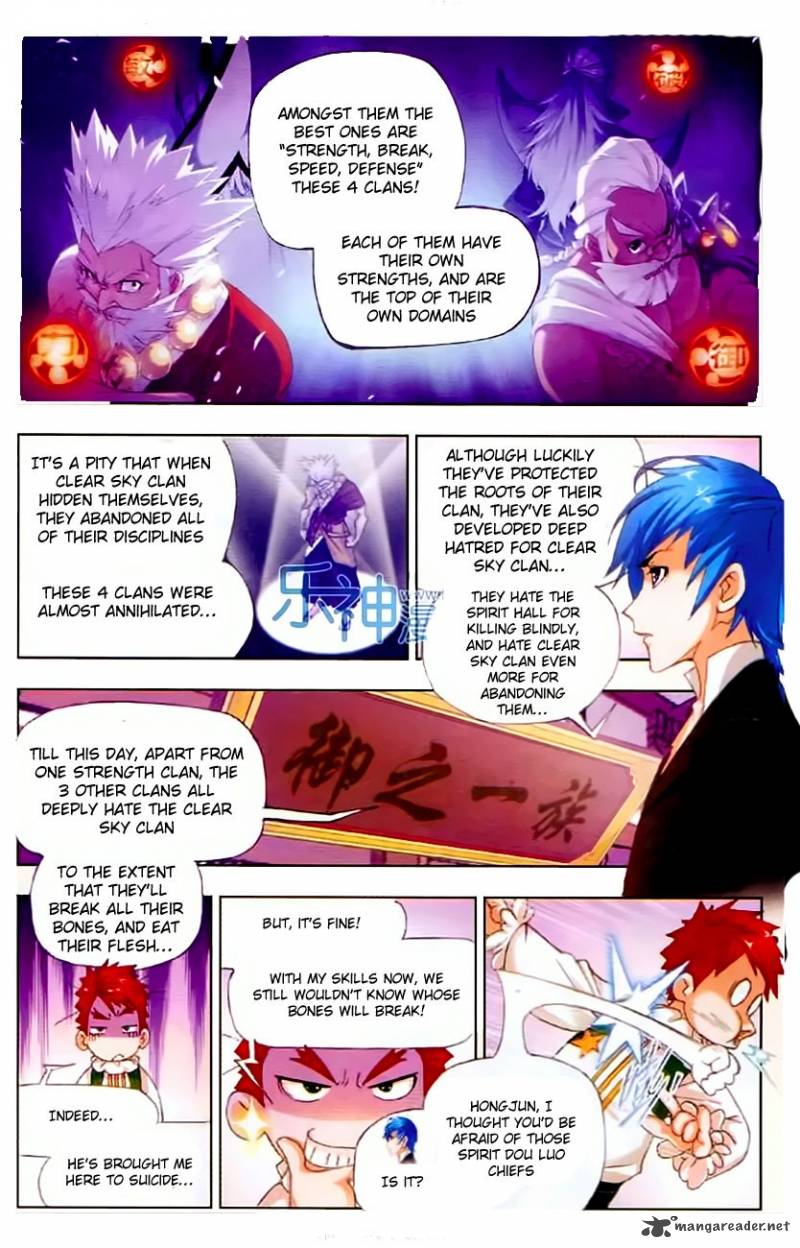 AMONGST THEM THE
BEST ONES ARE
"STRENGTH, BREAK,
SPEED, DEFENSE"
THESE 4 CLANS!
EACH OF THEM HAVE
THEIR OWN
STRENGTHS, AND ARE
THE TOP OF THEIR
OWN DOMAINS
御
IT'S A PITY THAT WHEN
CLEAR SKY CLAN
HIDDEN THEMSELVES,
THEY ABANDONED ALL
OF THEIR DISCIPLINES
THESE 4 CLANS WERE
ALMOST ANNIHILATED...
乐神漫
www
ALTHOUGH LUCKILY
THEY'VE PROTECTED
THE ROOTS OF THEIR
CLAN, THEY'VE ALSO
DEVELOPED DEEP
HATRED FOR CLEAR
SKY CLAN...
THEY HATE THE
SPIRIT HALL FOR
KILLING BLINDLY,
AND HATE CLEAR
SKY CLAN EVEN
MORE FOR
ABANDONING
THEM...
御之一族
TILL THIS DAY, APART FROM
ONE STRENGTH CLAN, THE
3 OTHER CLANS ALL
DEEPLY HATE THE CLEAR
SKY CLAN
TO THE EXTENT
THAT THEY'LL
BREAK ALL THEIR
BONES, AND EAT
THEIR FLESH...
INDEED...
HE'S BROUGHT ME
HERE TO SUICIDE...
BUT, IT'S FINE!
WITH MY SKILLS NOW, WE
STILL WOULDN'T KNOW WHOSE
BONES WILL BREAK!
IS IT?
HONGJUN, I
THOUGHT YOU'D BE
AFRAID OF THOSE
SPIRIT DOU LUO
CHIEFS
mangareader.net